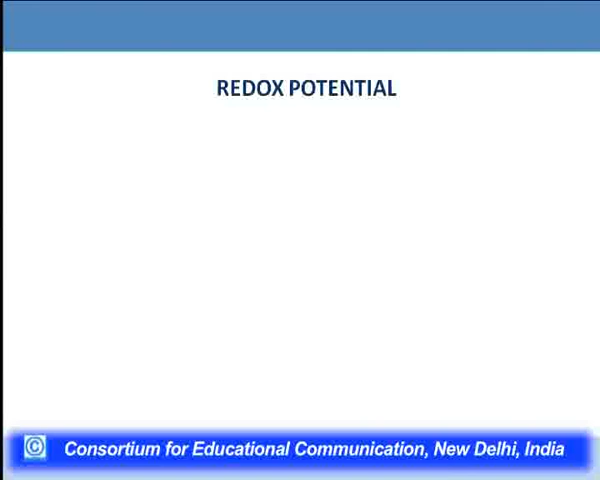 REDOX POTENTIAL
© Consortium for Educational Communication, New Delhi, India